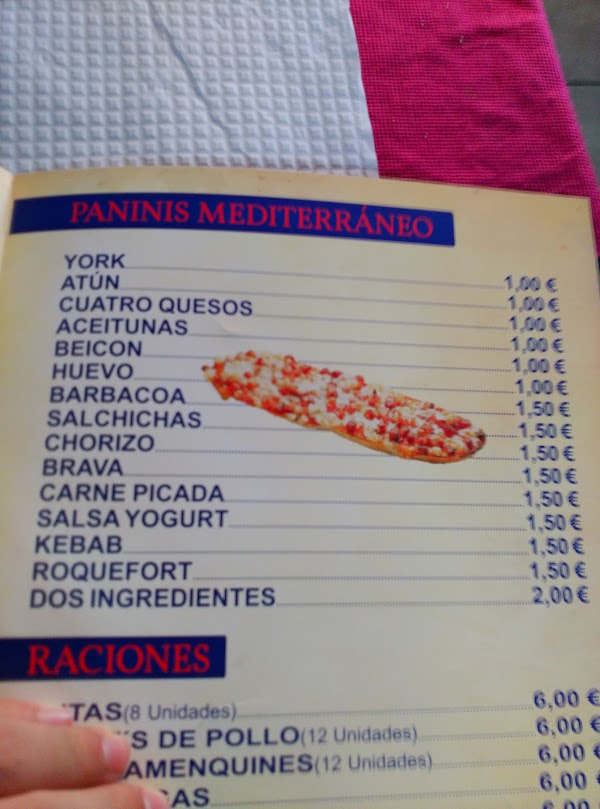 PANINIS MEDITERRÁNEO
YORK 1,00 €
ATÚN 1,00 €
CUATRO QUESOS 1,00 €
ACEITUNAS 1,00 €
BEICON 1,00 €
HUEVO 1,00 €
BARBACOA 1,50 €
SALCHICHAS 1,50 €
CHORIZO 1,50 €
BRAVA 1,50 €
CARNE PICADA 1,50 €
SALSA YOGURT 1,50 €
KEBAB 1,50 €
ROQUEFORT 1,50 €
DOS INGREDIENTES 2,00 €
RACIONES
(8 Unidades) 6,00 €
DE POLLO (12 Unidades) 6,00 €
(12 Unidades) 6,00 €
6,00 €